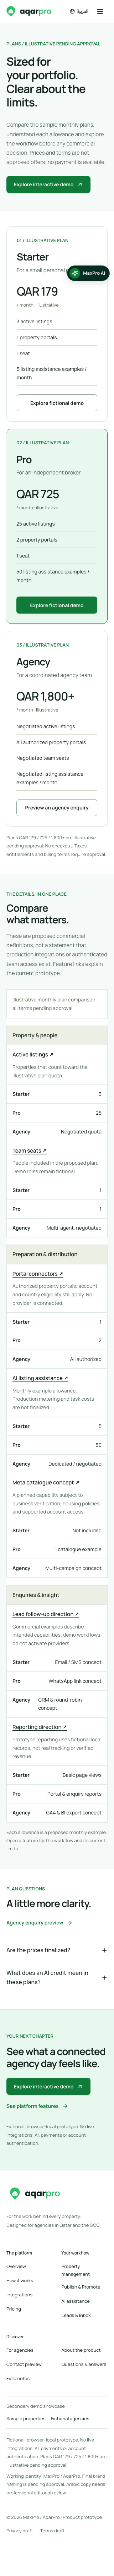 aqarpro
العربية
PLANS / ILLUSTRATIVE PENDING APPROVAL
Sized for
your portfolio.
Clear about the
limits.
Compare the sample monthly plans,
understand each allowance and explore
the workflow before any commercial
decision. Prices and terms are not
approved offers; no payment is available.
Explore interactive demo ↗
01 / ILLUSTRATIVE PLAN
Starter
For a small personal
MaxPro AI
QAR 179
/ month · illustrative
3 active listings
1 property portals
1 seat
5 listing assistance examples /
month
Explore fictional demo
02 / ILLUSTRATIVE PLAN
Pro
For an independent broker
QAR 725
/ month · illustrative
25 active listings
2 property portals
1 seat
50 listing assistance examples /
month
Explore fictional demo
03 / ILLUSTRATIVE PLAN
Agency
For a coordinated agency team
QAR 1,800+
/ month · illustrative
Negotiated active listings
All authorized property portals
Negotiated team seats
Negotiated listing assistance
examples / month
Preview an agency enquiry
Plans QAR 179 / 725 / 1,800+ are illustrative
pending approval. No checkout. Taxes,
entitlements and billing terms require approval.
THE DETAILS, IN ONE PLACE
Compare
what matters.
These are proposed commercial
definitions, not a statement of
production integrations or unattended
team access. Feature links explain
the current prototype.
Illustrative monthly plan comparison —
all terms pending approval
Property & people
Active listings ↗
Properties that count toward the
illustrative plan quota.
Starter 3
Pro 25
Agency Negotiated quota
Team seats ↗
People included in the proposed plan.
Demo roles remain fictional.
Starter 1
Pro 1
Agency Multi-agent, negotiated
Preparation & distribution
Portal connectors ↗
Authorized property portals; account
and country eligibility still apply. No
provider is connected.
Starter 1
Pro 2
Agency All authorized
AI listing assistance ↗
Monthly example allowance.
Production metering and task costs
are not finalized.
Starter 5
Pro 50
Agency Dedicated / negotiated
Meta catalogue concept ↗
A planned capability subject to
business verification, housing policies
and supported account access.
Starter Not included
Pro 1 catalogue example
Agency Multi-campaign concept
Enquiries & insight
Lead follow-up direction ↗
Commercial examples describe
intended capabilities; demo workflows
do not activate providers.
Starter Email / SMS concept
Pro WhatsApp link concept
Agency CRM & round-robin
concept
Reporting direction ↗
Prototype reporting uses fictional local
records, not real tracking or verified
revenue.
Starter Basic page views
Pro Portal & enquiry reports
Agency GA4 & BI export concept
Each allowance is a proposed monthly example.
Open a feature for the workflow and its current
limits.
PLAN QUESTIONS
A little more clarity.
Agency enquiry preview →
Are the prices finalized? +
What does an AI credit mean in
these plans? +
YOUR NEXT CHAPTER
See what a connected
agency day feels like.
Explore interactive demo ↗
See platform features →
Fictional, browser-local prototype. No live
integrations, AI, payments or account
authentication.
aqarpro
For the work behind every property.
Designed for agencies in Qatar and the GCC.
The platform
Overview
How it works
Integrations
Pricing
Your workflow
Property
management
Publish & Promote
AI assistance
Leads & Inbox
Discover
For agencies
About the product
Contact preview
Questions & answers
Field notes
Secondary demo showcase
Sample properties Fictional agencies
Fictional, browser-local prototype. No live
integrations, AI, payments or account
authentication. Plans QAR 179 / 725 / 1,800+ are
illustrative pending approval.
Working identity: MaxPro / AqarPro. Final brand
naming is pending approval. Arabic copy needs
professional editorial review.
© 2026 MaxPro / AqarPro · Product prototype
Privacy draft Terms draft